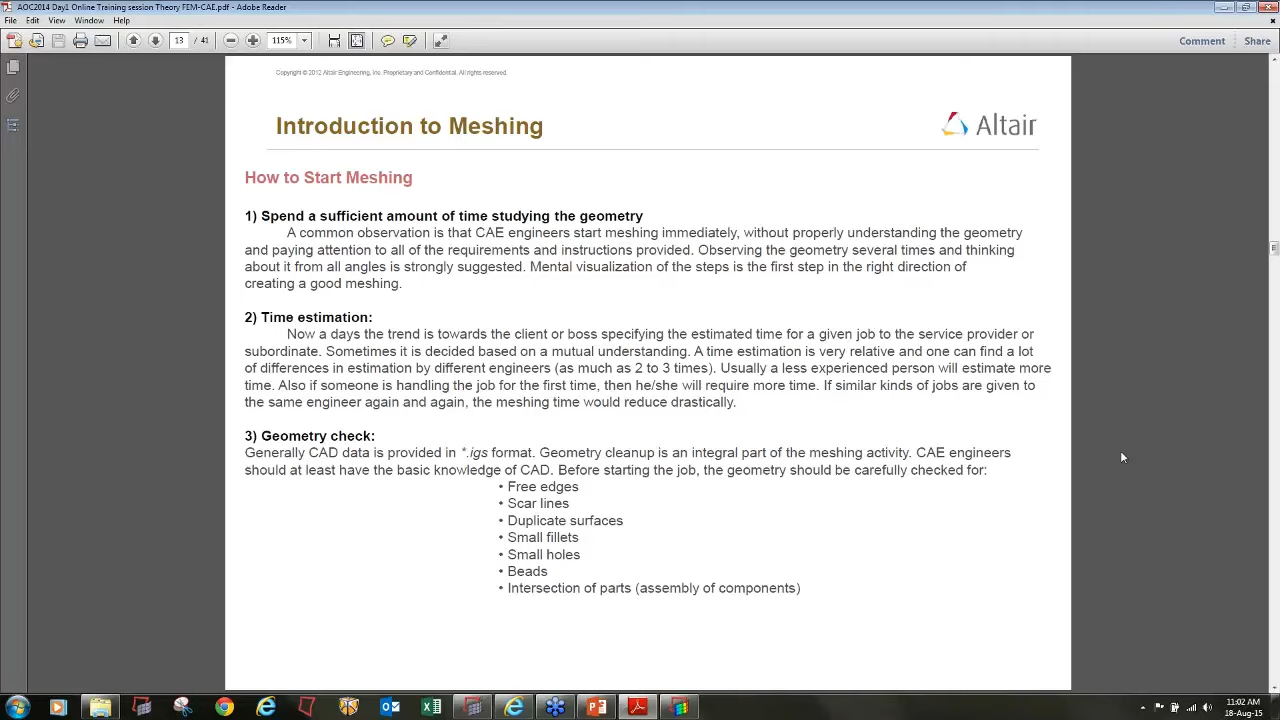 AOC2014 Day1 Online Training session Theory FEM-CAE.pdf - Adobe Reader
File Edit View Window Help
13 / 41 115% Comment Share
Copyright © 2012 Altair Engineering, Inc. Proprietary and Confidential. All rights reserved.
Introduction to Meshing
Altair
How to Start Meshing
1) Spend a sufficient amount of time studying the geometry
A common observation is that CAE engineers start meshing immediately, without properly understanding the geometry
and paying attention to all of the requirements and instructions provided. Observing the geometry several times and thinking
about it from all angles is strongly suggested. Mental visualization of the steps is the first step in the right direction of
creating a good meshing.
2) Time estimation:
Now a days the trend is towards the client or boss specifying the estimated time for a given job to the service provider or
subordinate. Sometimes it is decided based on a mutual understanding. A time estimation is very relative and one can find a lot
of differences in estimation by different engineers (as much as 2 to 3 times). Usually a less experienced person will estimate more
time. Also if someone is handling the job for the first time, then he/she will require more time. If similar kinds of jobs are given to
the same engineer again and again, the meshing time would reduce drastically.
3) Geometry check:
Generally CAD data is provided in *.igs format. Geometry cleanup is an integral part of the meshing activity. CAE engineers
should at least have the basic knowledge of CAD. Before starting the job, the geometry should be carefully checked for:
• Free edges
• Scar lines
• Duplicate surfaces
• Small fillets
• Small holes
• Beads
• Intersection of parts (assembly of components)
11:02 AM
18-Aug-15